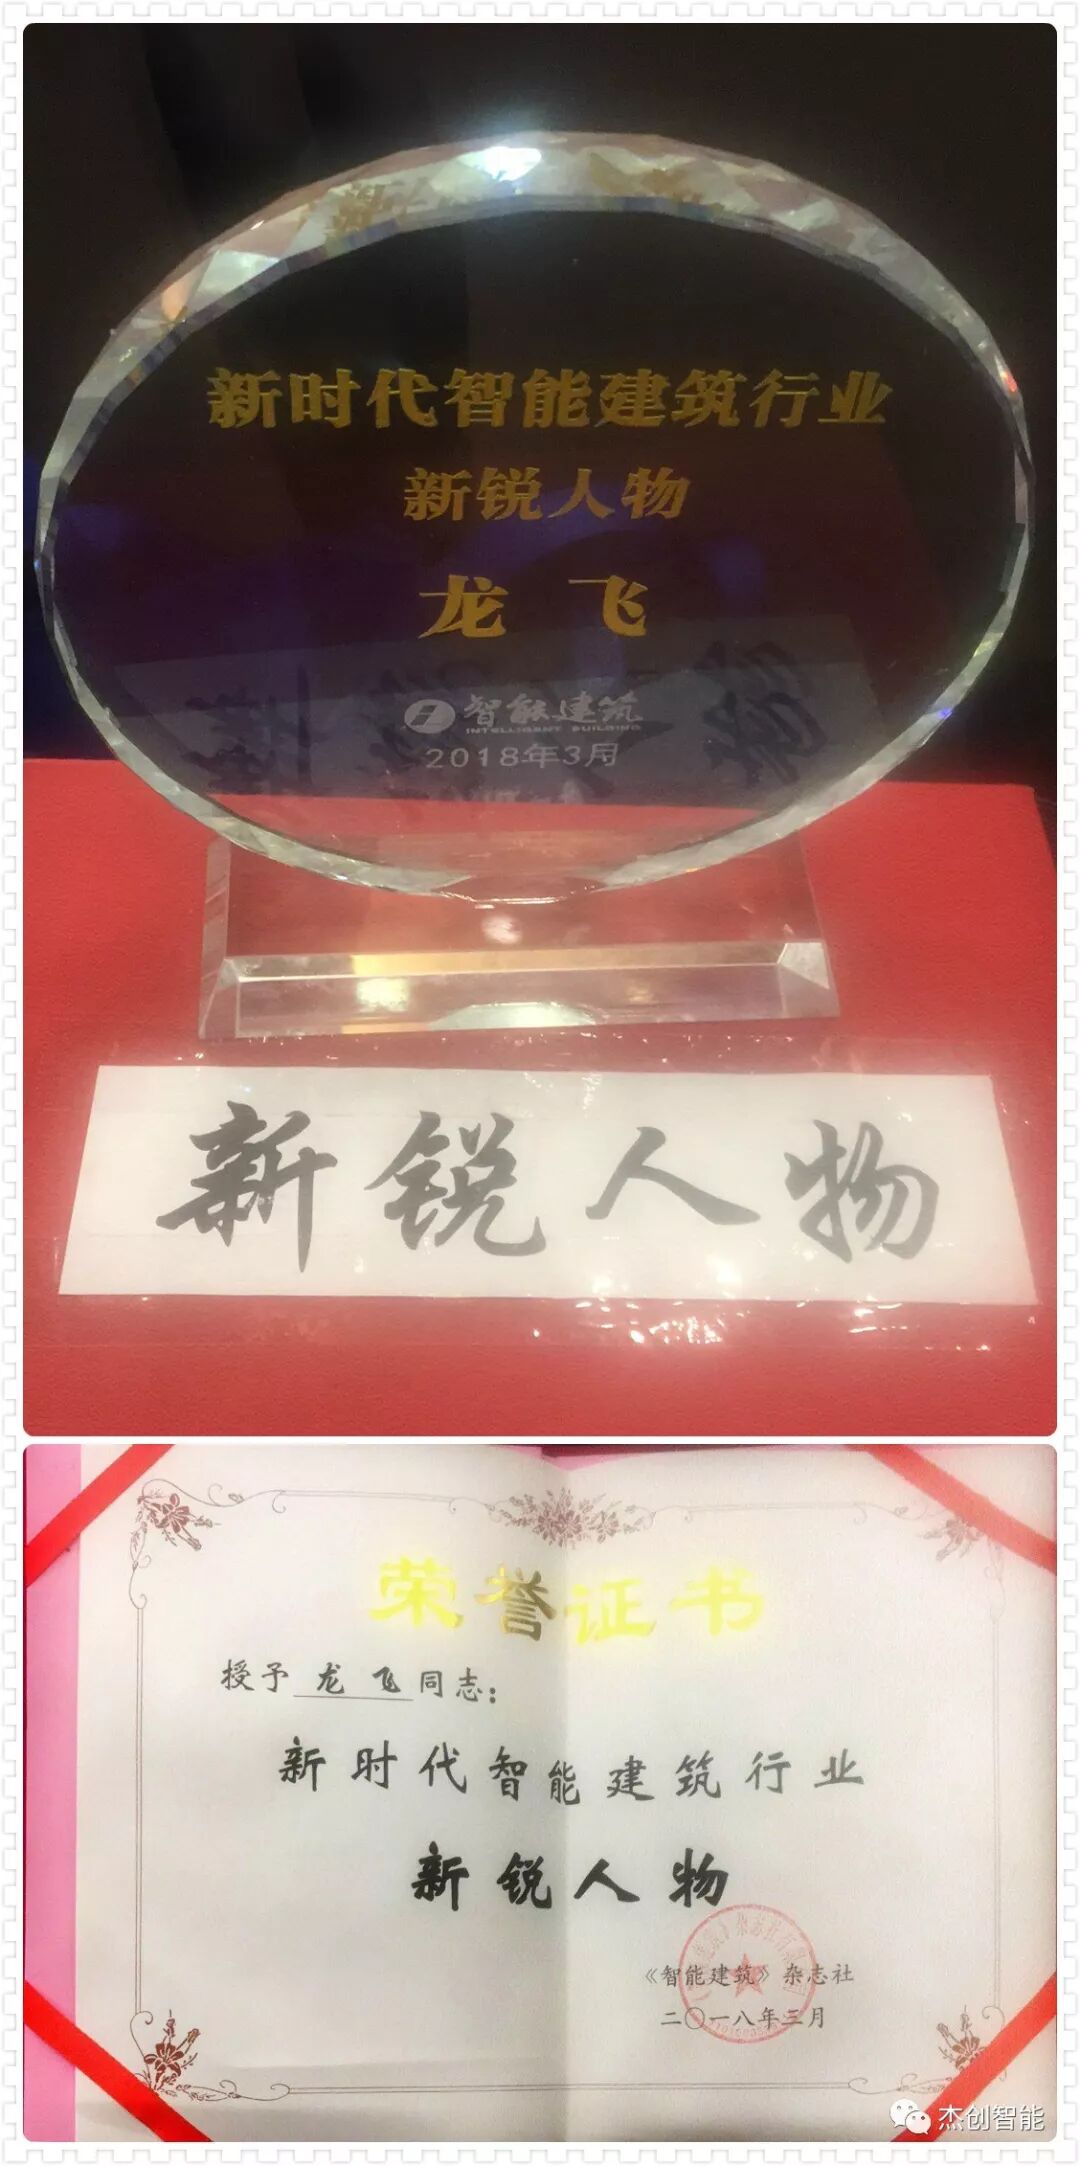 新时代智能建筑行业
新锐人物
龙 飞
智能建筑
INTELLIGENT BUILDING
2018年3月
新锐人物
荣誉证书
授予 龙 飞 同志：
新时代智能建筑行业
新锐人物
《智能建筑》杂志社
二〇一八年三月
杰创智能